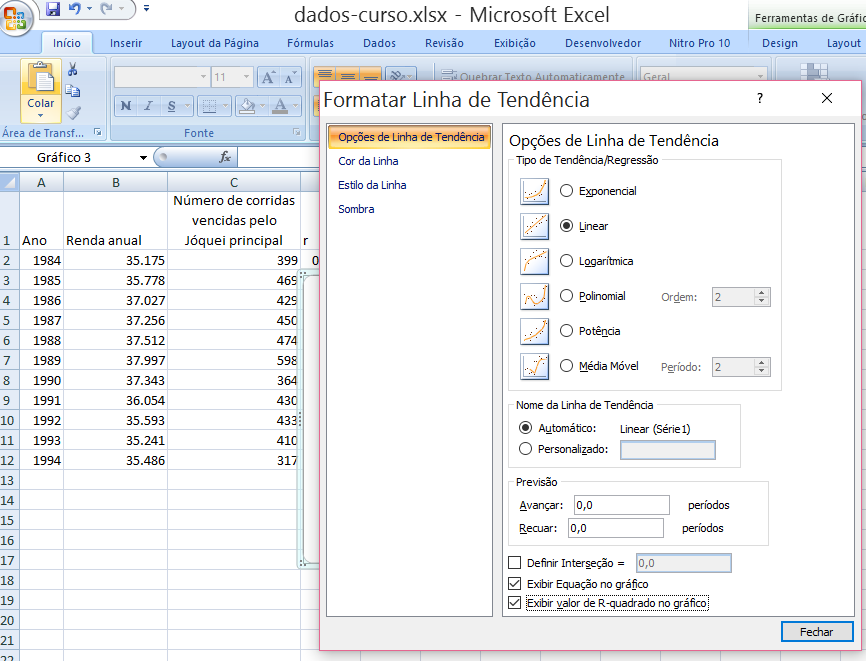 dados-curso.xlsx - Microsoft Excel
Ferramentas de Gráfic
Início Inserir Layout da Página Fórmulas Dados Revisão Exibição Desenvolvedor Nitro Pro 10 Design Layout
Colar
11 A A
Quebrar Texto Automaticamente
Geral
N I S
A
Área de Transf... Fonte
Gráfico 3 fx
A B C
Número de corridas
vencidas pelo
1 Ano Renda anual Jóquei principal r
2 1984 35.175 399 0
3 1985 35.778 469
4 1986 37.027 429
5 1987 37.256 450
6 1988 37.512 474
7 1989 37.997 598
8 1990 37.343 364
9 1991 36.054 430
10 1992 35.593 433
11 1993 35.241 410
12 1994 35.486 317
13
14
15
16
17
18
19
20
21
22
Formatar Linha de Tendência ?
Opções de Linha de Tendência
Cor da Linha
Estilo da Linha
Sombra
Opções de Linha de Tendência
Tipo de Tendência/Regressão
Exponencial
Linear
Logarítmica
Polinomial Ordem: 2
Potência
Média Móvel Período: 2
Nome da Linha de Tendência
Automático: Linear (Série1)
Personalizado:
Previsão
Avançar: 0,0 períodos
Recuar: 0,0 períodos
Definir Interseção = 0,0
Exibir Equação no gráfico
Exibir valor de R-quadrado no gráfico
Fechar